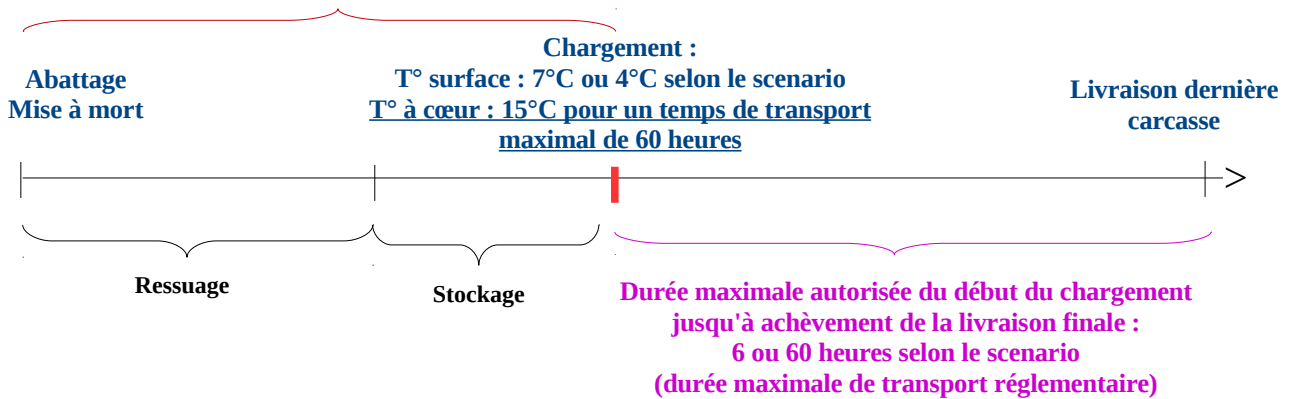 Abattage
Mise à mort
Chargement :
T° surface : 7°C ou 4°C selon le scenario
T° à cœur : 15°C pour un temps de transport
maximal de 60 heures
Livraison dernière
carcasse
Ressuage
Stockage
Durée maximale autorisée du début du chargement
jusqu'à achèvement de la livraison finale :
6 ou 60 heures selon le scenario
(durée maximale de transport réglementaire)